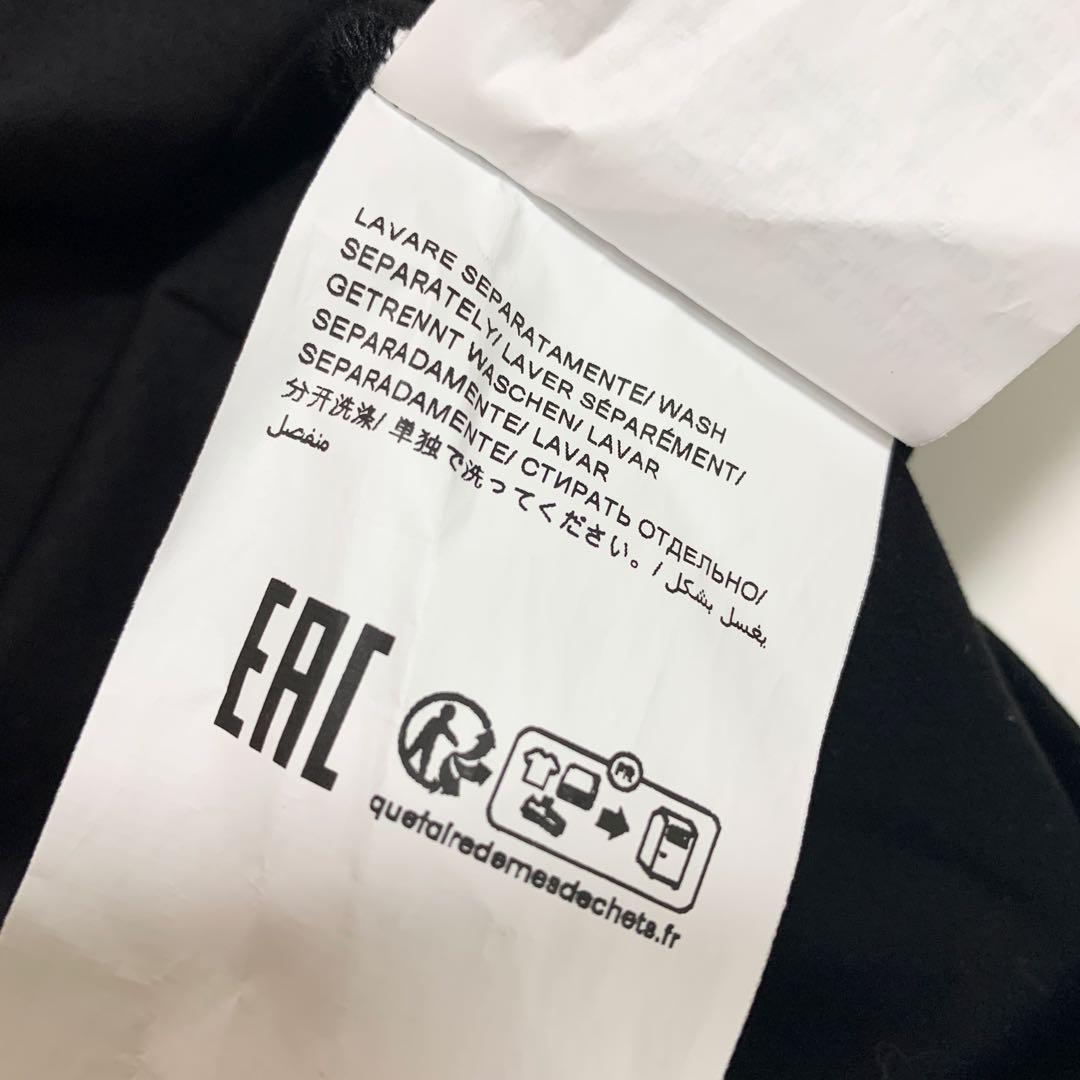 LAVARE SEPARATAMENTE/ WASH
SEPARATELY/ LAVER SÉPARÉMENT/
GETRENNT WASCHEN/ LAVAR
SEPARADAMENTE/ LAVAR
SEPARADAMENTE/ СТИРАТЬ ОТДЕЛЬНО/
分开洗涤/ 単独で洗ってください。/ يغسل بشكل
منفصل
EAC
FR
quefairedemesdechets.fr